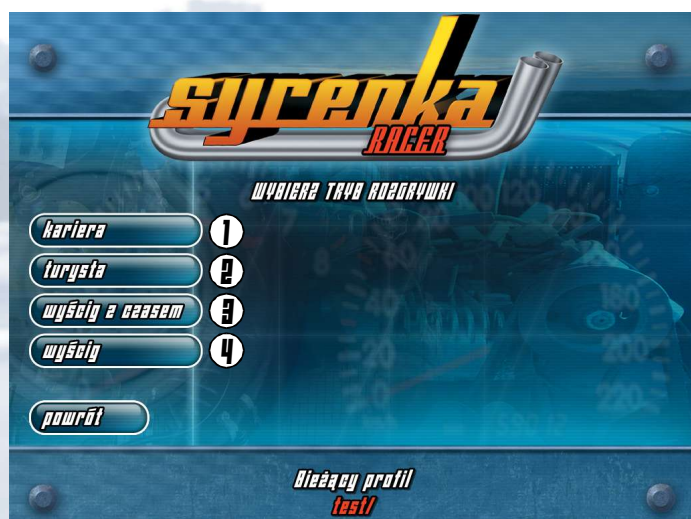 syrenka
RACER
WYBIERZ TRYB ROZGRYWKI
kariera 1
turysta 2
wyścig z czasem 3
wyścig 4
powrót
Bieżący profil
test/